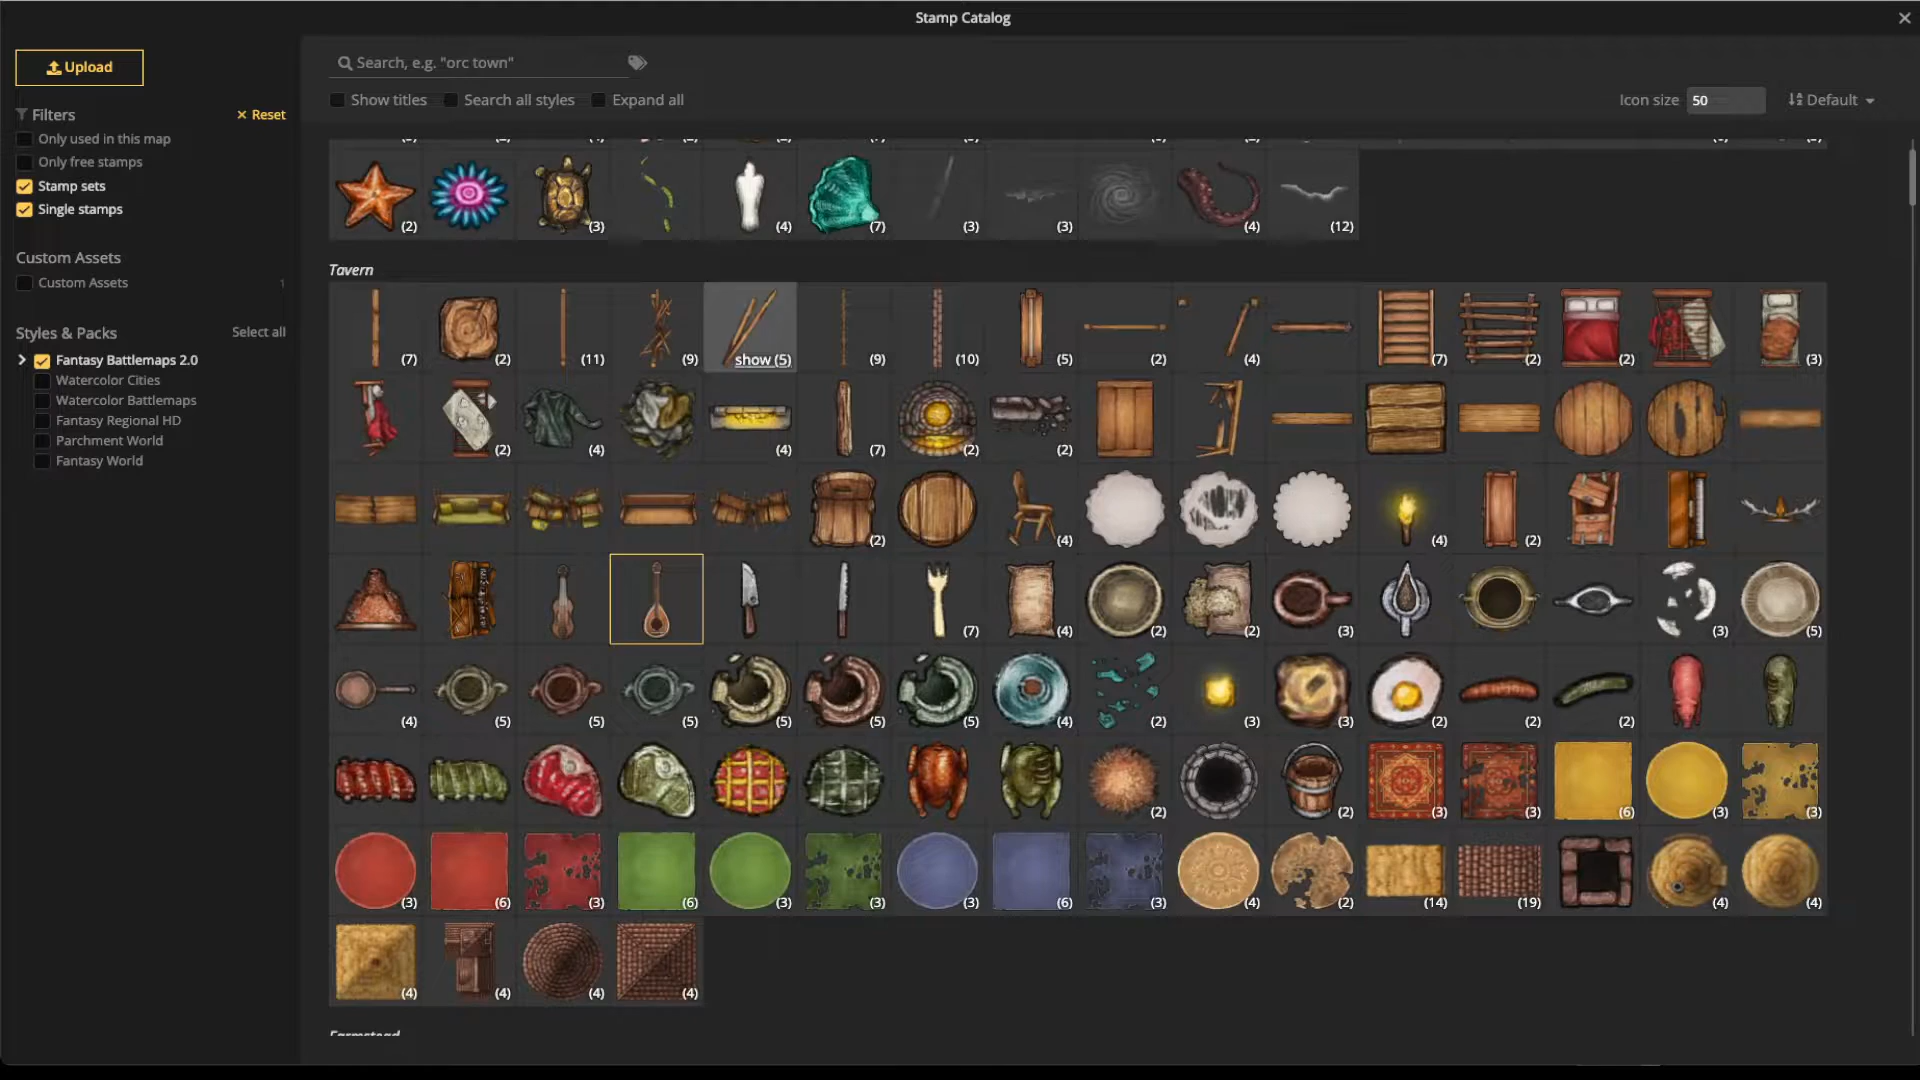 Stamp Catalog
Upload
Search, e.g. "orc town"
Show titles
Search all styles
Expand all
Icon size 50
Default
Filters
Reset
Only used in this map
Only free stamps
Stamp sets
Single stamps
Custom Assets
Custom Assets 1
Styles & Packs
Select all
Fantasy Battlemaps 2.0
Watercolor Cities
Watercolor Battlemaps
Fantasy Regional HD
Parchment World
Fantasy World
(2) (3) (4) (7) (3) (3) (4) (12)
Tavern
(7) (2) (11) (9) show (5) (9) (10) (5) (2) (4) (7) (2) (2) (3)
(2) (4) (4) (7) (2) (2)
(2) (4) (4) (2)
(7) (4) (2) (2) (3) (3) (5)
(4) (5) (5) (5) (5) (5) (5) (4) (2) (3) (3) (2) (2) (2)
(2) (2) (3) (3) (6) (3) (3)
(3) (6) (3) (6) (3) (3) (3) (6) (3) (4) (2) (14) (19) (4) (4)
(4) (4) (4) (4)
Farmstead